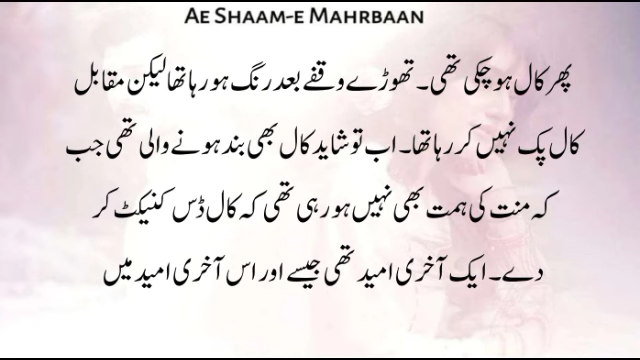 AE SHAAM-E MAHRBAAN
پھر کال ہو چکی تھی۔ تھوڑے وقفے بعد رنگ ہو رہا تھا لیکن مقابل
کال پک نہیں کر رہا تھا۔ اب تو شاید کال بھی بند ہونے والی تھی جب
کہ منت کی ہمت بھی نہیں ہو رہی تھی کہ کال ڈس کنیکٹ کر
دے۔ ایک آخری امید تھی جیسے اور اس آخری امید میں